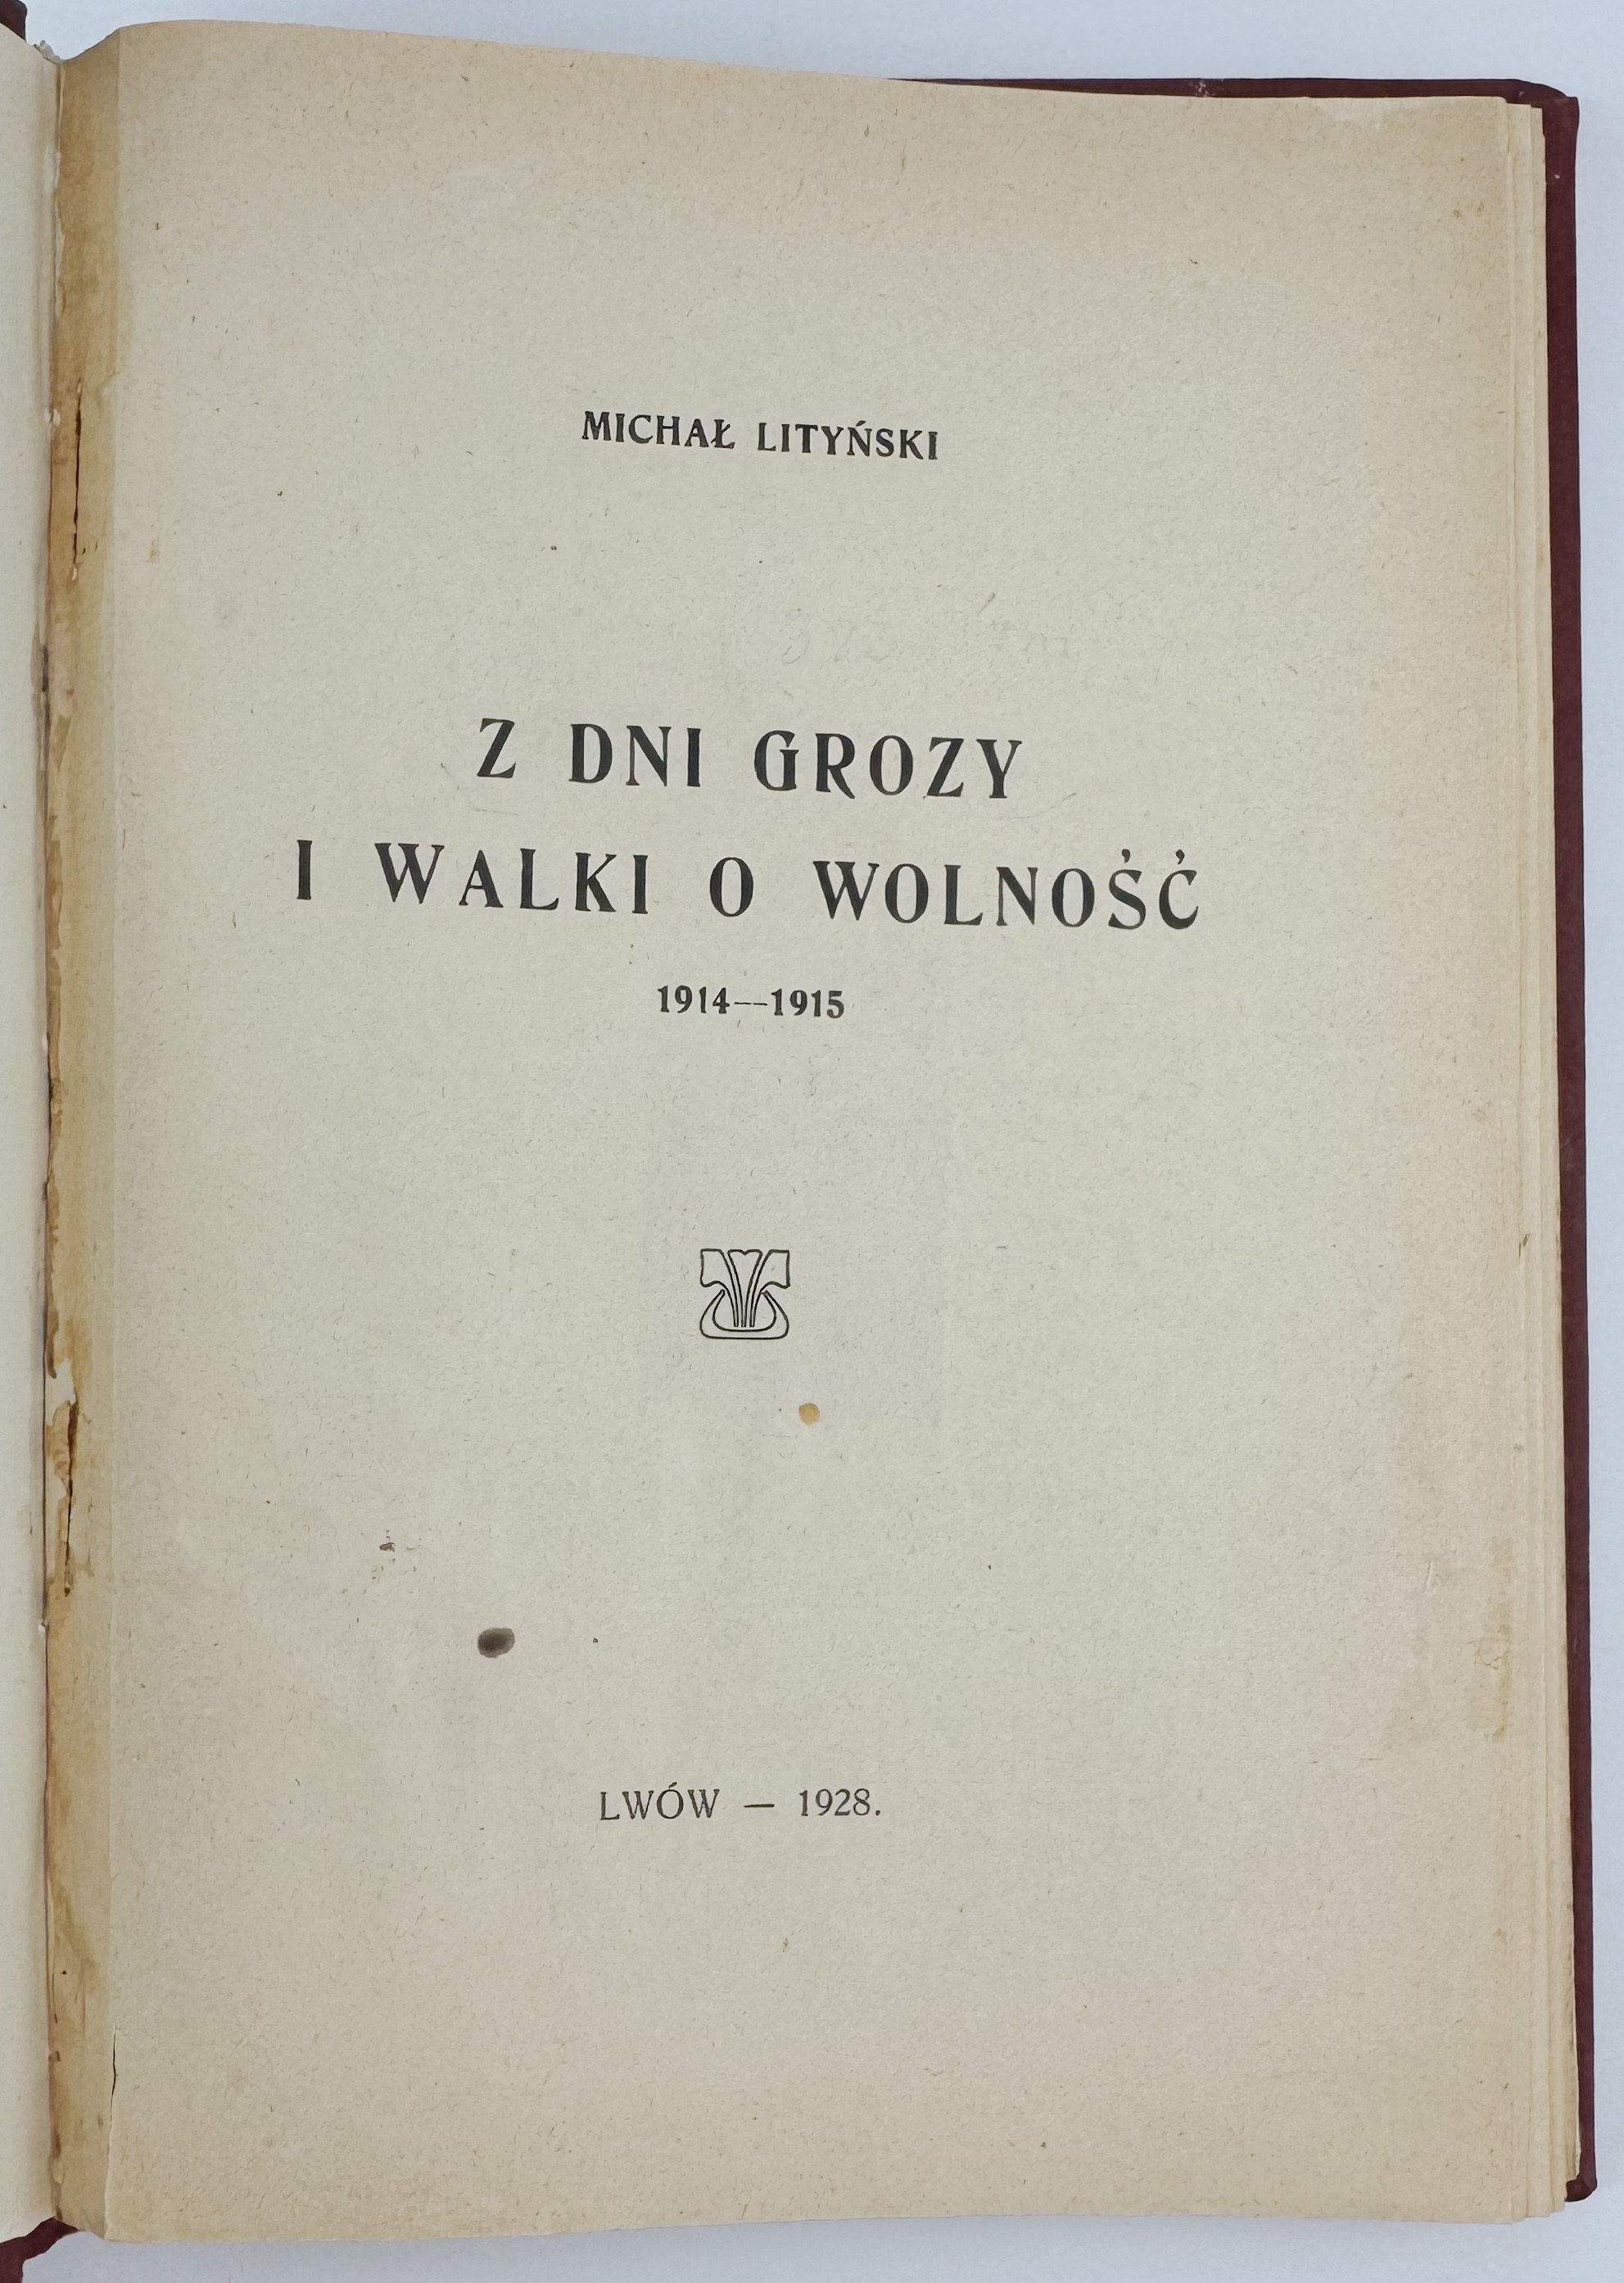 MICHAŁ LITYŃSKI
Z DNI GROZY
I WALKI O WOLNOŚĆ
1914—1915
LWÓW — 1928.